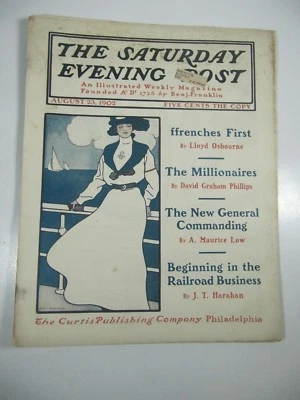 THE SATURDAY
EVENING POST
An Illustrated Weekly Magazine
Founded A° D¹ 1728 by Benj. Franklin
AUGUST 23, 1902
FIVE CENTS THE COPY
ffrenches First
By Lloyd Osbourne
The Millionaires
By David Graham Phillips
The New General
Commanding
By A. Maurice Low
Beginning in the
Railroad Business
By J. T. Harahan
The Curtis Publishing Company Philadelphia